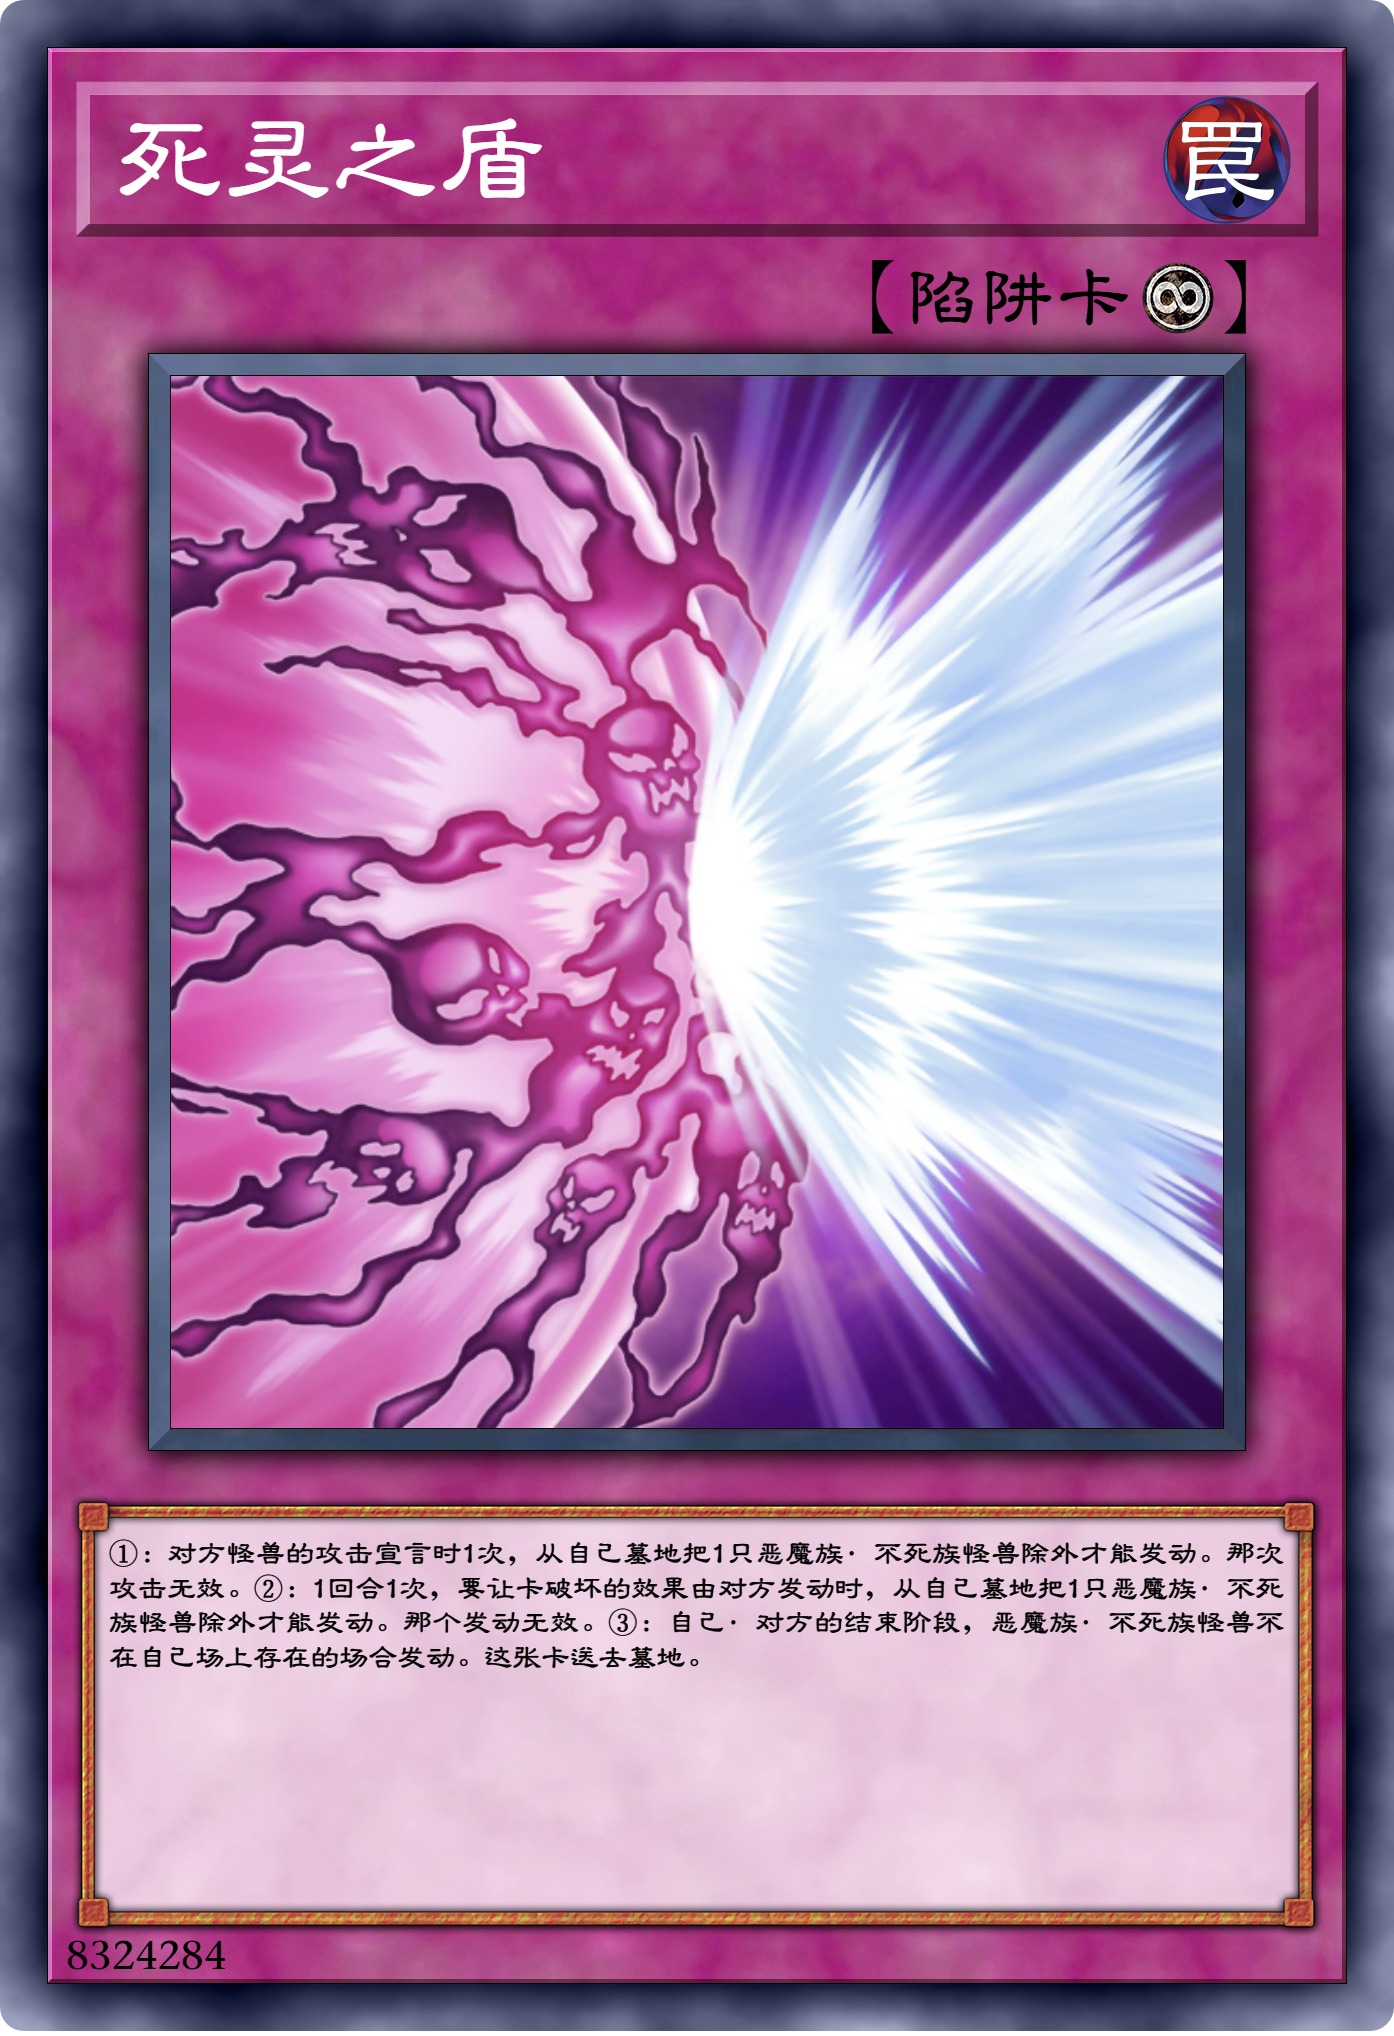 死灵之盾
罠
【陷阱卡∞】
①：对方怪兽的攻击宣言时1次，从自己墓地把1只恶魔族·不死族怪兽除外才能发动。那次
攻击无效。②：1回合1次，要让卡破坏的效果由对方发动时，从自己墓地把1只恶魔族·不死
族怪兽除外才能发动。那个发动无效。③：自己·对方的结束阶段，恶魔族·不死族怪兽不
在自己场上存在的场合发动。这张卡送去墓地。
8324284